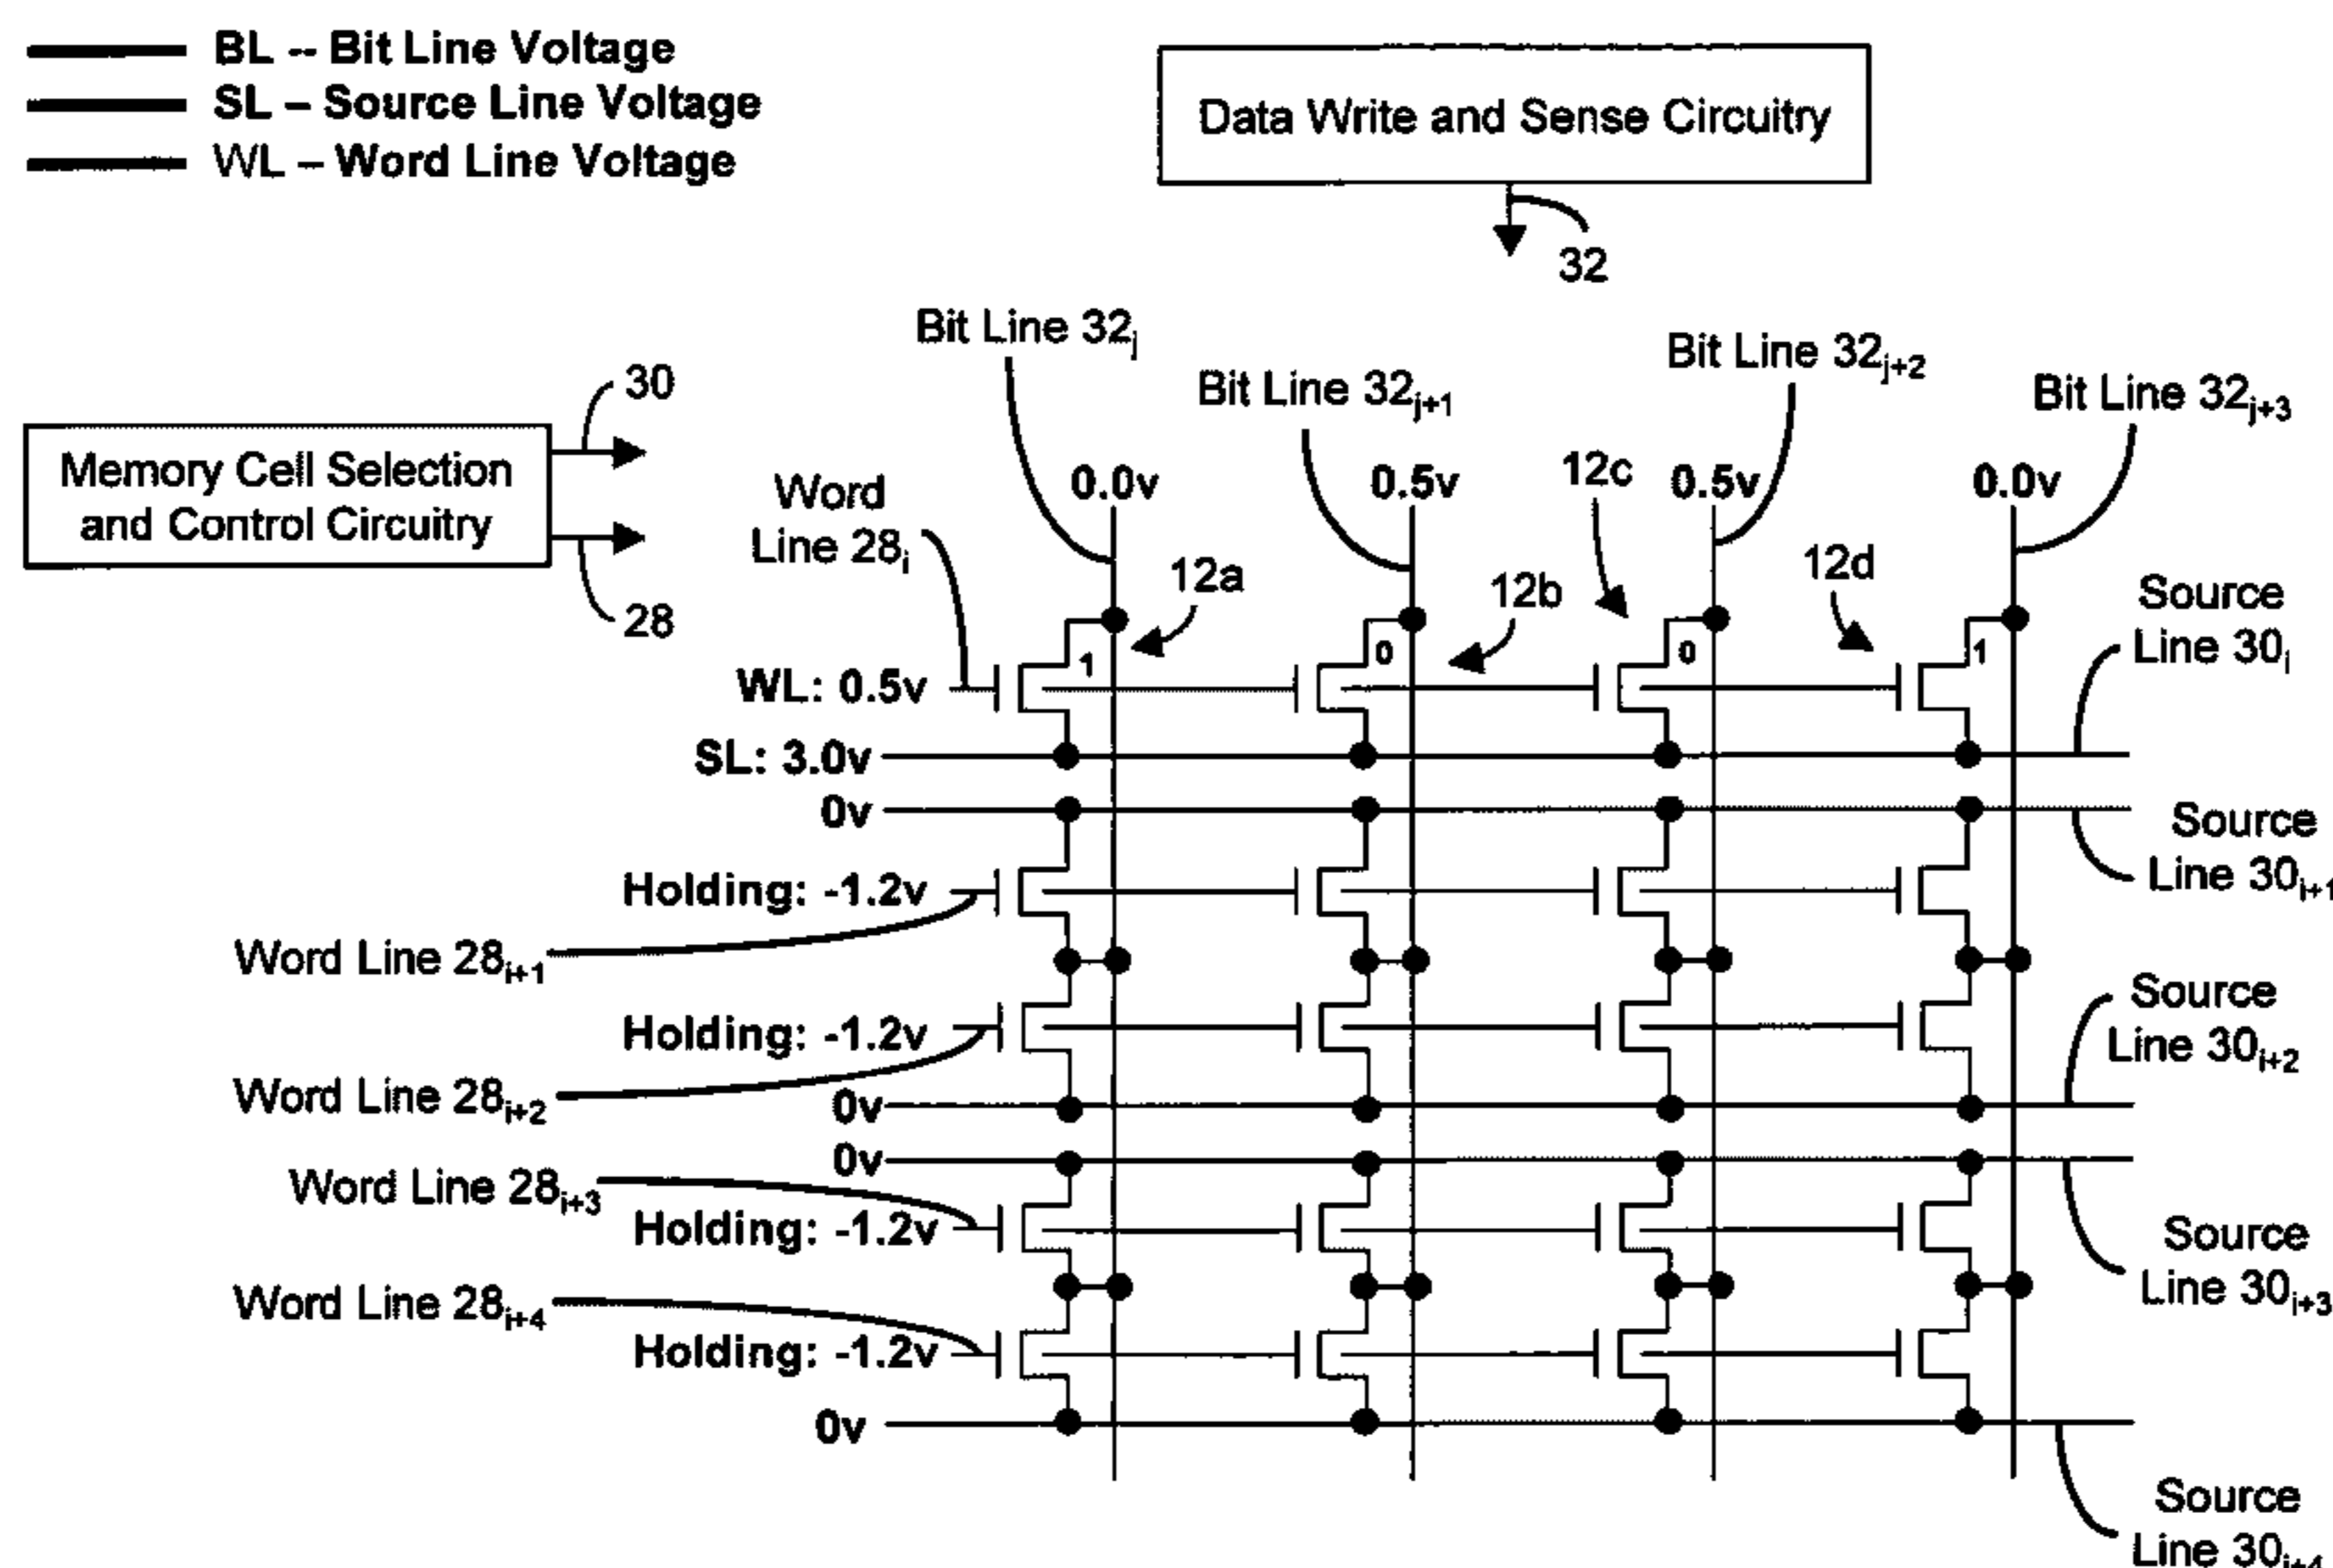 BL -- Bit Line Voltage
SL – Source Line Voltage
WL – Word Line Voltage
Data Write and Sense Circuitry
32
Bit Line 32j
Bit Line 32j+1
Bit Line 32j+2
Bit Line 32j+3
30
Memory Cell Selection
and Control Circuitry
28
Word
Line 28i
0.0v
0.5v
12c
0.5v
0.0v
12a
12b
12d
Source
Line 30i
1
0
0
1
WL: 0.5v
SL: 3.0v
0v
Source
Line 30i+1
Holding: -1.2v
Word Line 28i+1
Holding: -1.2v
Source
Line 30i+2
Word Line 28i+2
0v
0v
Word Line 28i+3
Holding: -1.2v
Source
Line 30i+3
Word Line 28i+4
Holding: -1.2v
0v
Source
Line 30i+4